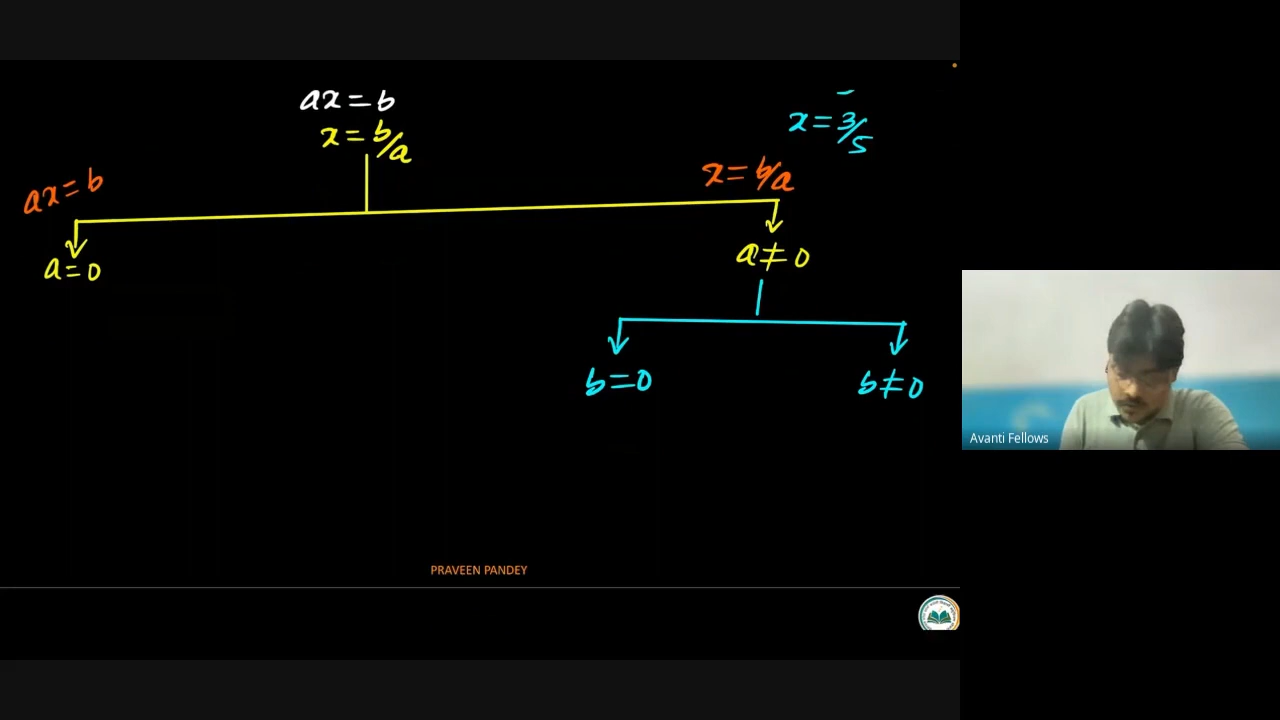 ax = b
x = b/a
x = 3/5
ax = b
x = b/a
a = 0
a ≠ 0
b = 0
b ≠ 0
Avanti Fellows
PRAVEEN PANDEY